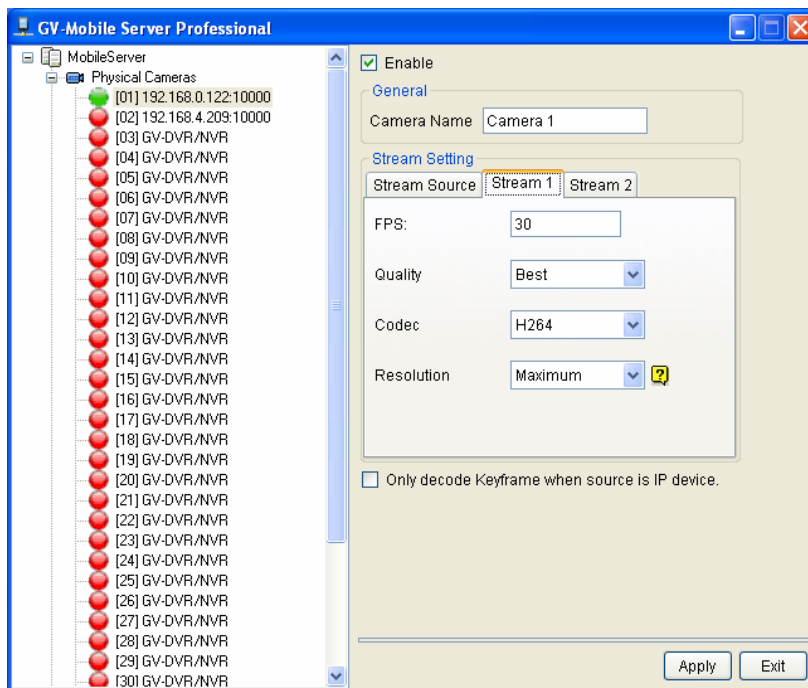 GV-Mobile Server Professional
MobileServer
Physical Cameras
[01] 192.168.0.122:10000
[02] 192.168.4.209:10000
[03] GV-DVR/NVR
[04] GV-DVR/NVR
[05] GV-DVR/NVR
[06] GV-DVR/NVR
[07] GV-DVR/NVR
[08] GV-DVR/NVR
[09] GV-DVR/NVR
[10] GV-DVR/NVR
[11] GV-DVR/NVR
[12] GV-DVR/NVR
[13] GV-DVR/NVR
[14] GV-DVR/NVR
[15] GV-DVR/NVR
[16] GV-DVR/NVR
[17] GV-DVR/NVR
[18] GV-DVR/NVR
[19] GV-DVR/NVR
[20] GV-DVR/NVR
[21] GV-DVR/NVR
[22] GV-DVR/NVR
[23] GV-DVR/NVR
[24] GV-DVR/NVR
[25] GV-DVR/NVR
[26] GV-DVR/NVR
[27] GV-DVR/NVR
[28] GV-DVR/NVR
[29] GV-DVR/NVR
[30] GV-DVR/NVR
Enable
General
Camera Name Camera 1
Stream Setting
Stream Source Stream 1 Stream 2
FPS: 30
Quality Best
Codec H264
Resolution Maximum ?
Only decode Keyframe when source is IP device.
Apply Exit